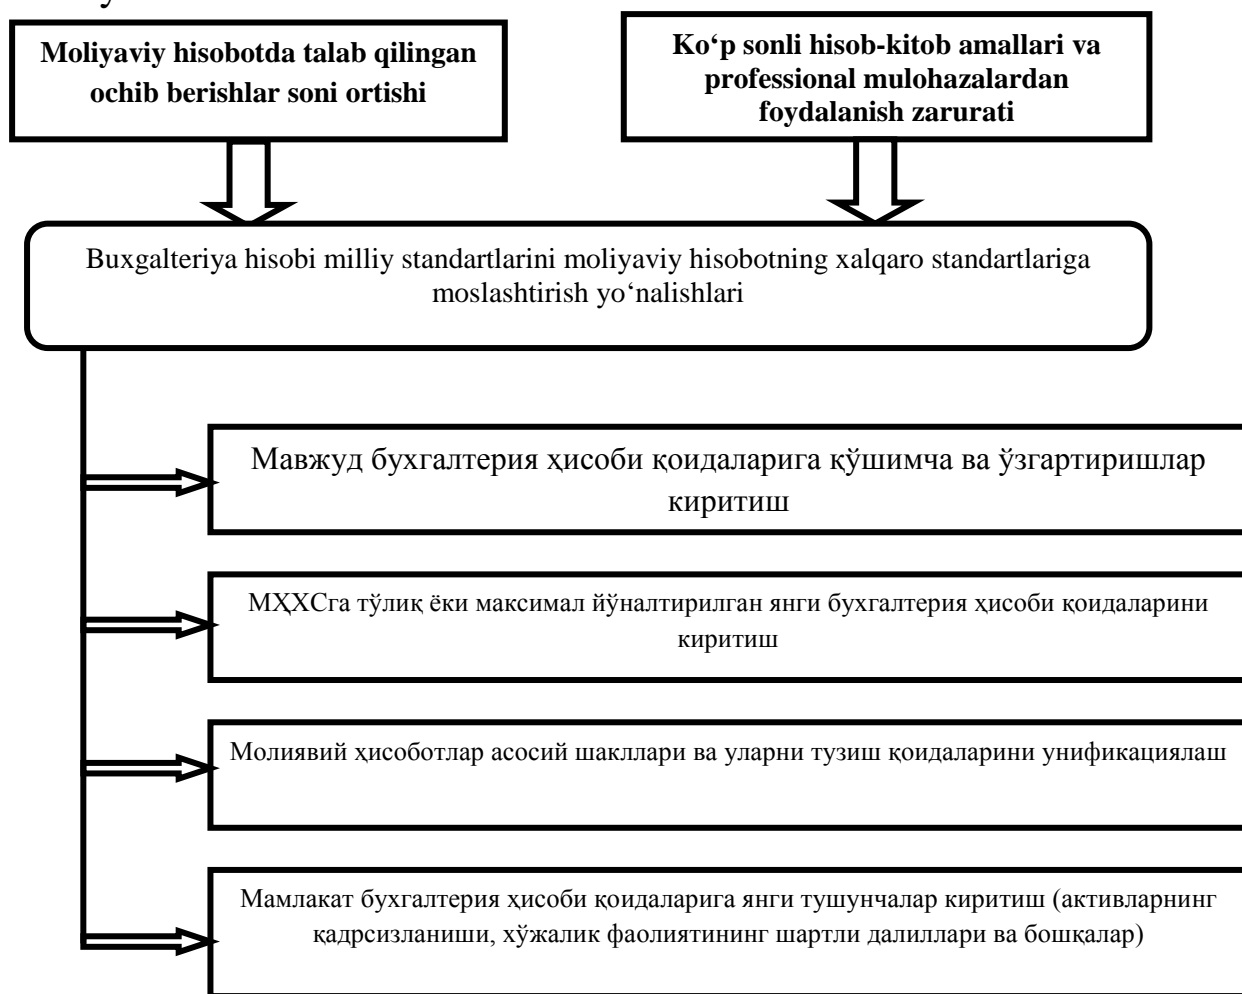 Moliyaviy hisobotda talab qilingan
ochib berishlar soni ortishi
Ko‘p sonli hisob-kitob amallari va
professional mulohazalardan
foydalanish zarurati
Buxgalteriya hisobi milliy standartlarini moliyaviy hisobotning xalqaro standartlariga
moslashtirish yo‘nalishlari
Мавжуд бухгалтерия ҳисоби қоидаларига қўшимча ва ўзгартиришлар
киритиш
МҲХСга тўлиқ ёки максимал йўналтирилган янги бухгалтерия ҳисоби қоидаларини
киритиш
Молиявий ҳисоботлар асосий шакллари ва уларни тузиш қоидаларини унификациялаш
Мамлакат бухгалтерия ҳисоби қоидаларига янги тушунчалар киритиш (активларнинг
қадрсизланиши, хўжалик фаолиятининг шартли далиллари ва бошқалар)